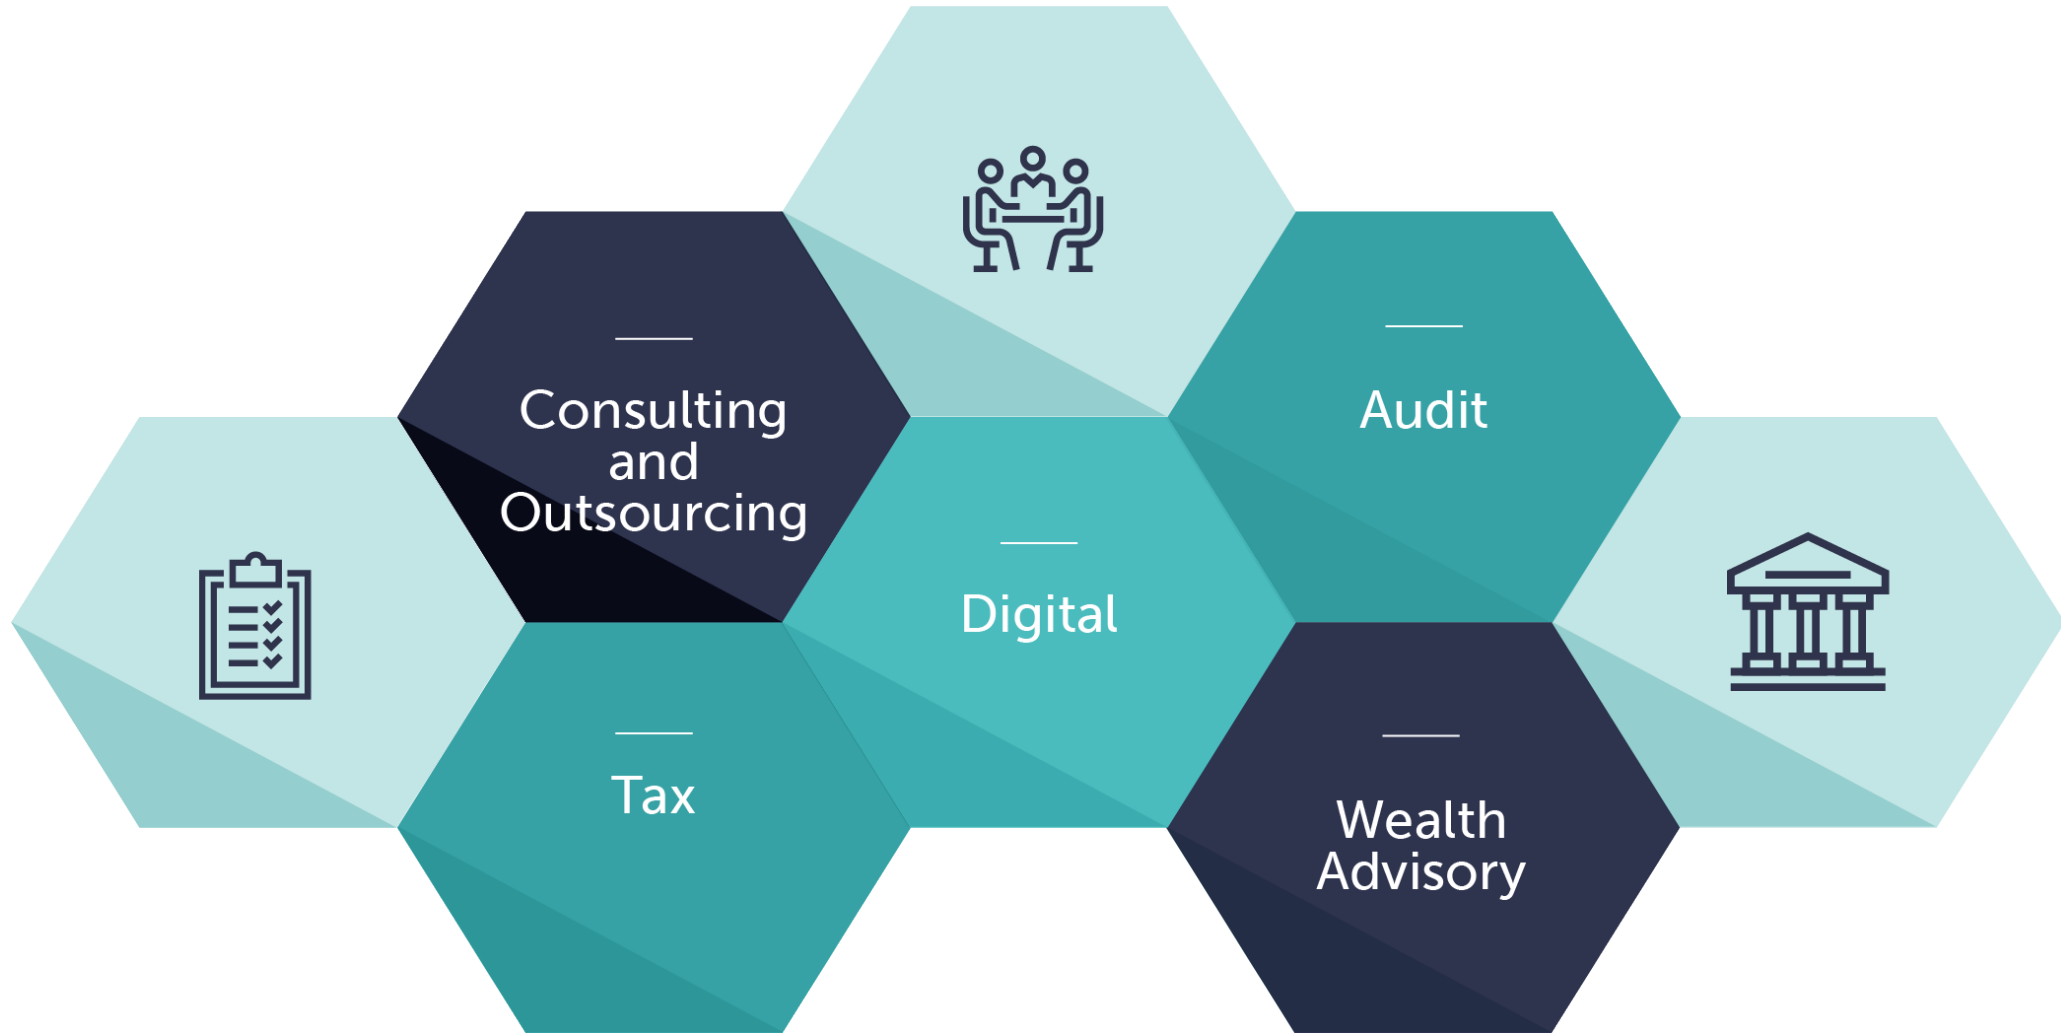 Consulting
and
Outsourcing
Audit
Digital
Tax
Wealth
Advisory